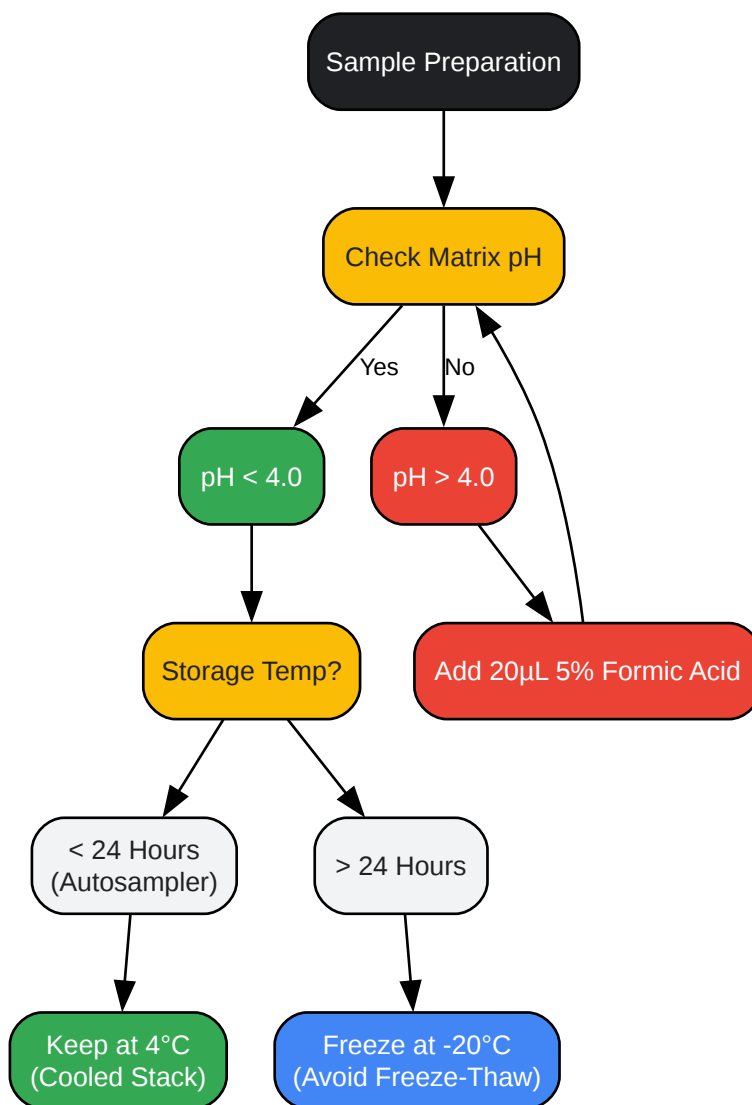 Sample Preparation
Check Matrix pH
Yes
No
pH < 4.0
pH > 4.0
Storage Temp?
Add 20µL 5% Formic Acid
< 24 Hours
(Autosampler)
> 24 Hours
Keep at 4°C
(Cooled Stack)
Freeze at -20°C
(Avoid Freeze-Thaw)